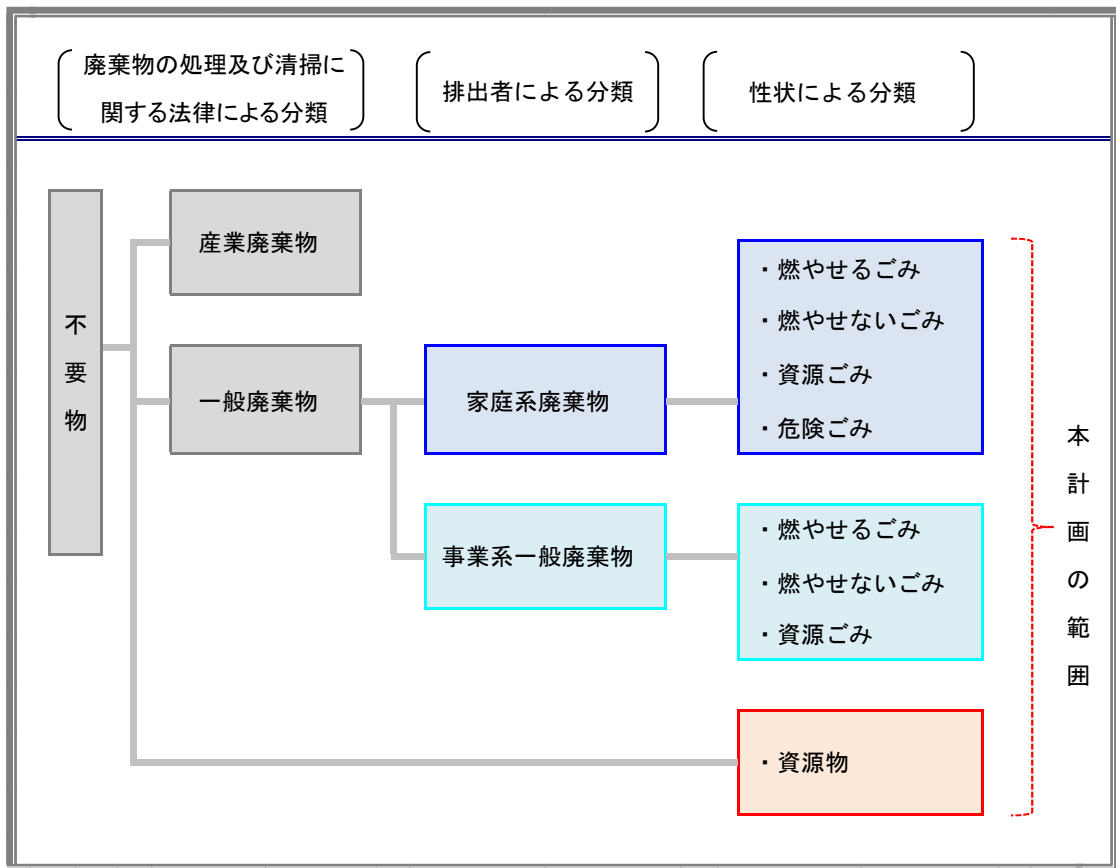 廃棄物の処理及び清掃に
関する法律による分類
排出者による分類
性状による分類
不要物
産業廃棄物
一般廃棄物
家庭系廃棄物
事業系一般廃棄物
・燃やせるごみ
・燃やせないごみ
・資源ごみ
・危険ごみ
・燃やせるごみ
・燃やせないごみ
・資源ごみ
・資源物
本計画の範囲